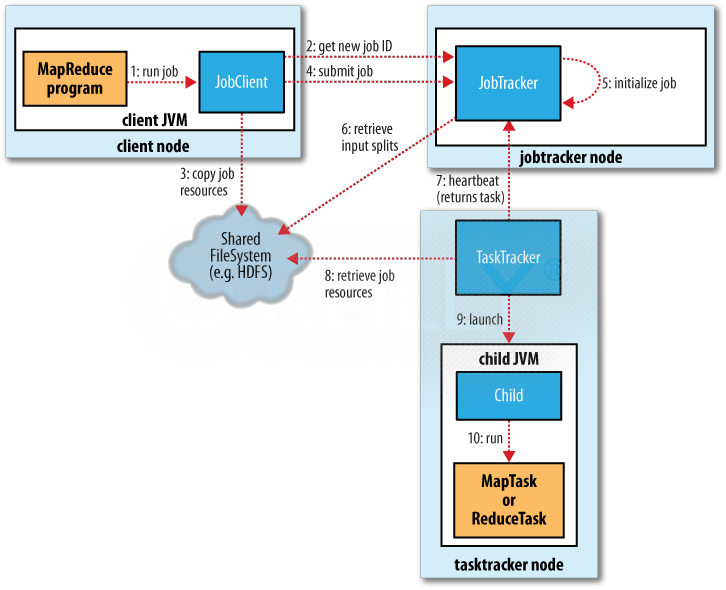 MapReduce
program
1: run job
JobClient
client JVM
client node
2: get new job ID
4: submit job
JobTracker
5: initialize job
jobtracker node
3: copy job
resources
6: retrieve
input splits
7: heartbeat
(returns task)
Shared
FileSystem
(e.g. HDFS)
8: retrieve job
resources
TaskTracker
9: launch
child JVM
Child
10: run
MapTask
or
ReduceTask
tasktracker node